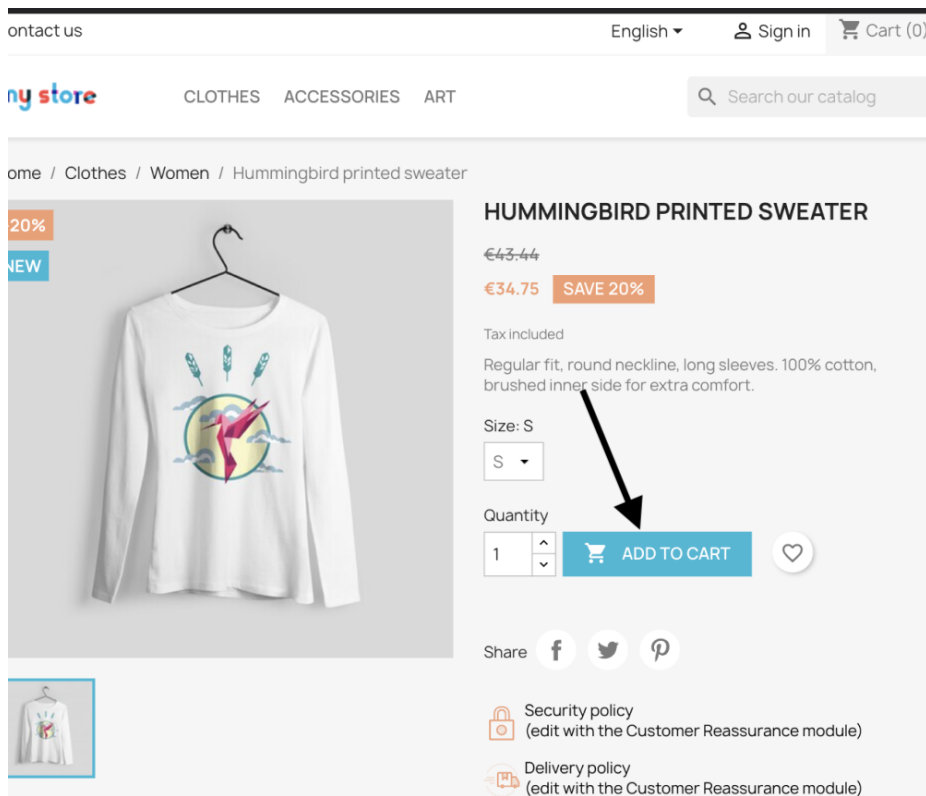 ontact us
English
Sign in
Cart (0)
my store
CLOTHES ACCESSORIES ART
Search our catalog
ome / Clothes / Women / Hummingbird printed sweater
20%
NEW
HUMMINGBIRD PRINTED SWEATER
€43.44
€34.75 SAVE 20%
Tax included
Regular fit, round neckline, long sleeves. 100% cotton,
brushed inner side for extra comfort.
Size: S
S
Quantity
1
ADD TO CART
Share
Security policy
(edit with the Customer Reassurance module)
Delivery policy
(edit with the Customer Reassurance module)